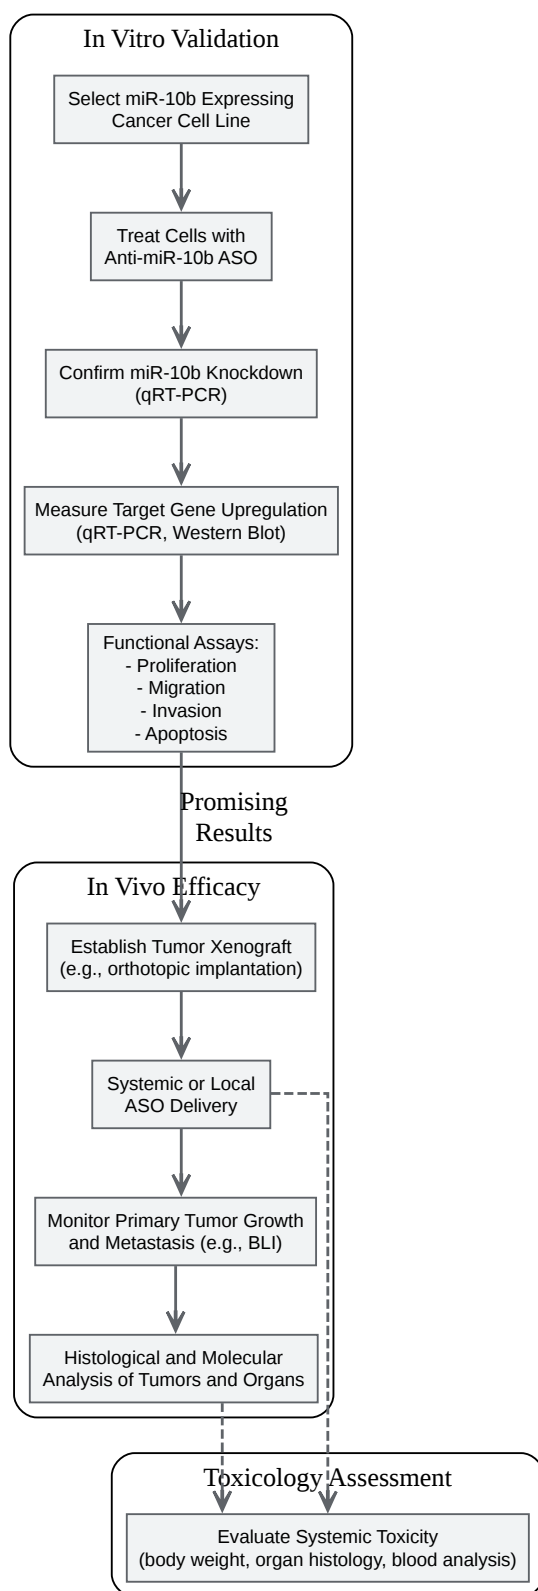 In Vitro Validation
Select miR-10b Expressing
Cancer Cell Line
Treat Cells with
Anti-miR-10b ASO
Confirm miR-10b Knockdown
(qRT-PCR)
Measure Target Gene Upregulation
(qRT-PCR, Western Blot)
Functional Assays:
- Proliferation
- Migration
- Invasion
- Apoptosis
Promising
Results
In Vivo Efficacy
Establish Tumor Xenograft
(e.g., orthotopic implantation)
Systemic or Local
ASO Delivery
Monitor Primary Tumor Growth
and Metastasis (e.g., BLI)
Histological and Molecular
Analysis of Tumors and Organs
Toxicology Assessment
Evaluate Systemic Toxicity
(body weight, organ histology, blood analysis)